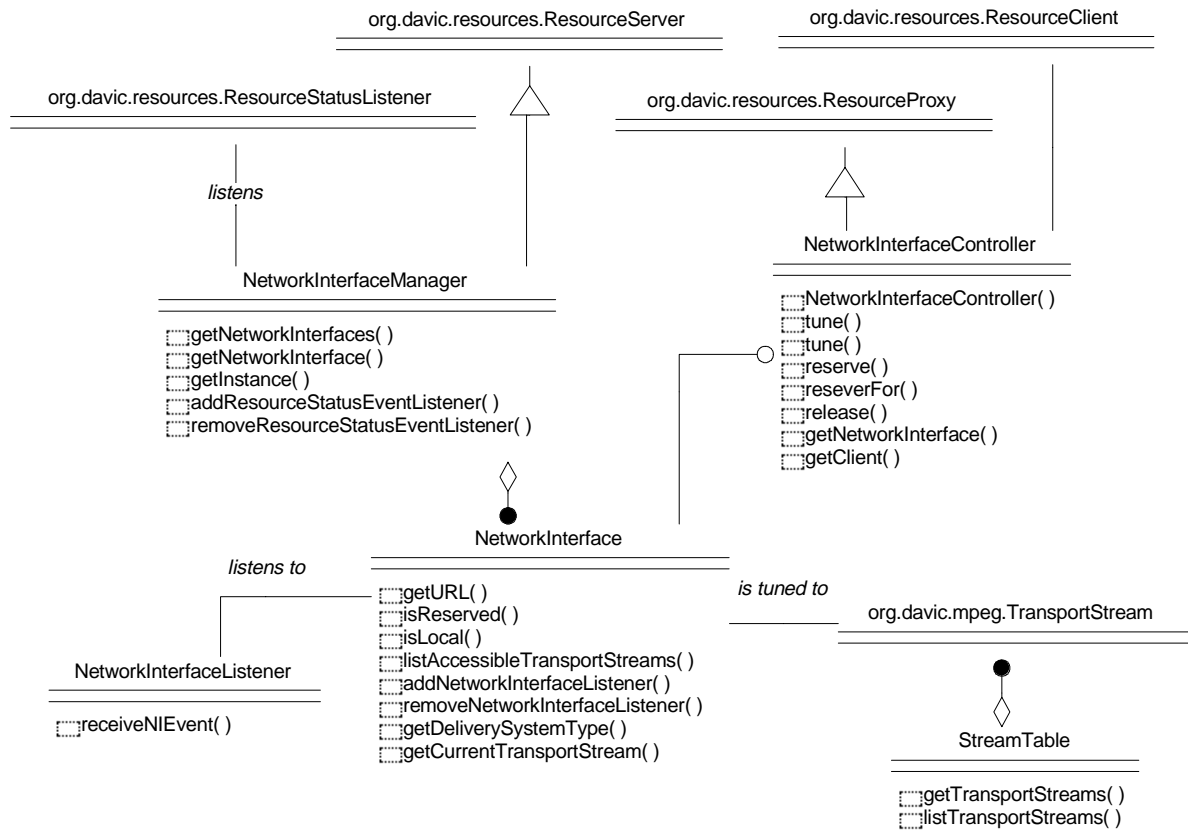 org.davic.resources.ResourceServer
org.davic.resources.ResourceClient
org.davic.resources.ResourceStatusListener
org.davic.resources.ResourceProxy
listens
NetworkInterfaceManager
getNetworkInterfaces( )
getNetworkInterface( )
getInstance( )
addResourceStatusEventListener( )
removeResourceStatusEventListener( )
NetworkInterfaceController
NetworkInterfaceController( )
tune( )
tune( )
reserve( )
reseverFor( )
release( )
getNetworkInterface( )
getClient( )
NetworkInterface
getURL( )
isReserved( )
isLocal( )
listAccessibleTransportStreams( )
addNetworkInterfaceListener( )
removeNetworkInterfaceListener( )
getDeliverySystemType( )
getCurrentTransportStream( )
listens to
NetworkInterfaceListener
receiveNIEvent( )
is tuned to
org.davic.mpeg.TransportStream
StreamTable
getTransportStreams( )
listTransportStreams( )